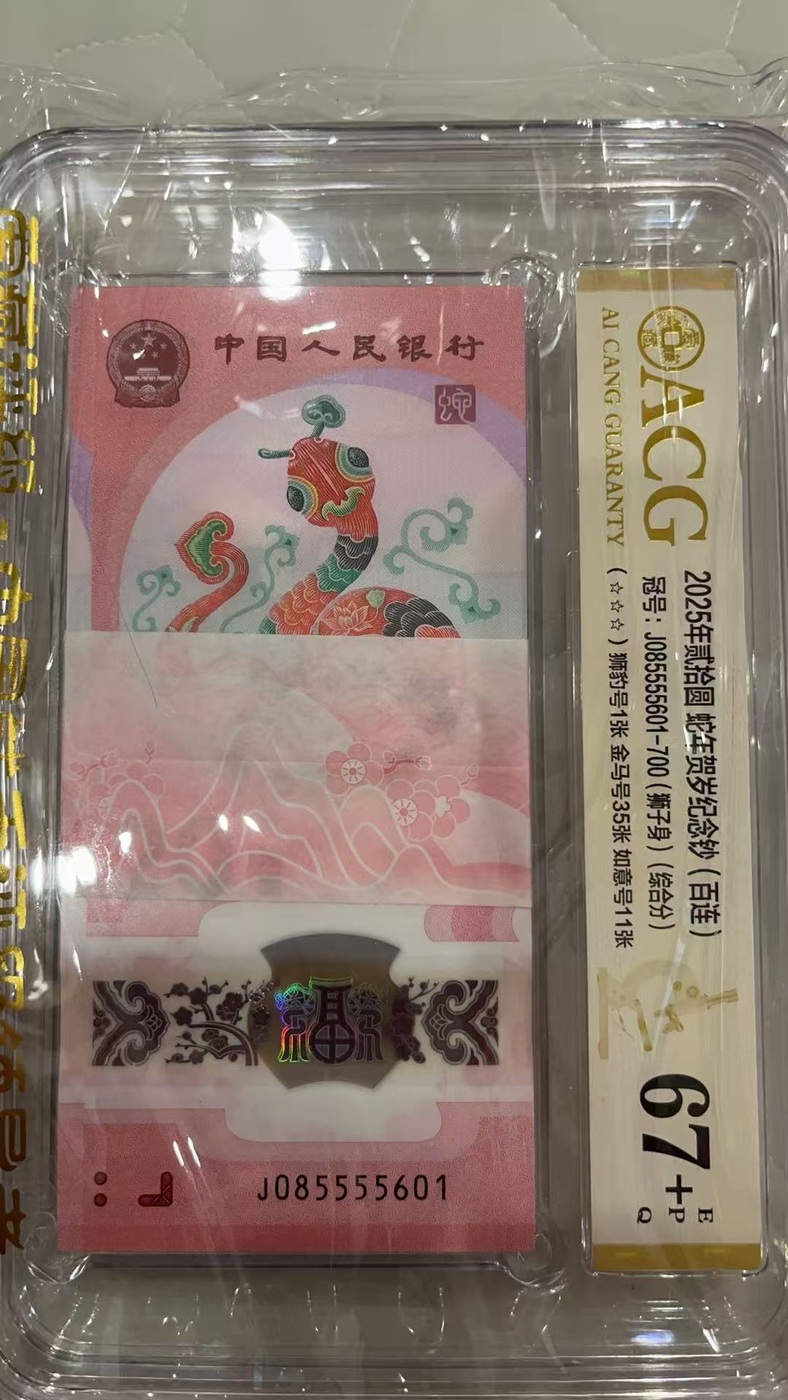 中国人民银行
蛇
J085555601
ACG
AI CANG GUARANTY
2025年贰拾圆 蛇年贺岁纪念钞（百连）
冠号：J085555601-700（狮子身）（综合分）
（☆☆☆）狮豹号1张 金马号35张 如意号11张
67+
E
P
Q